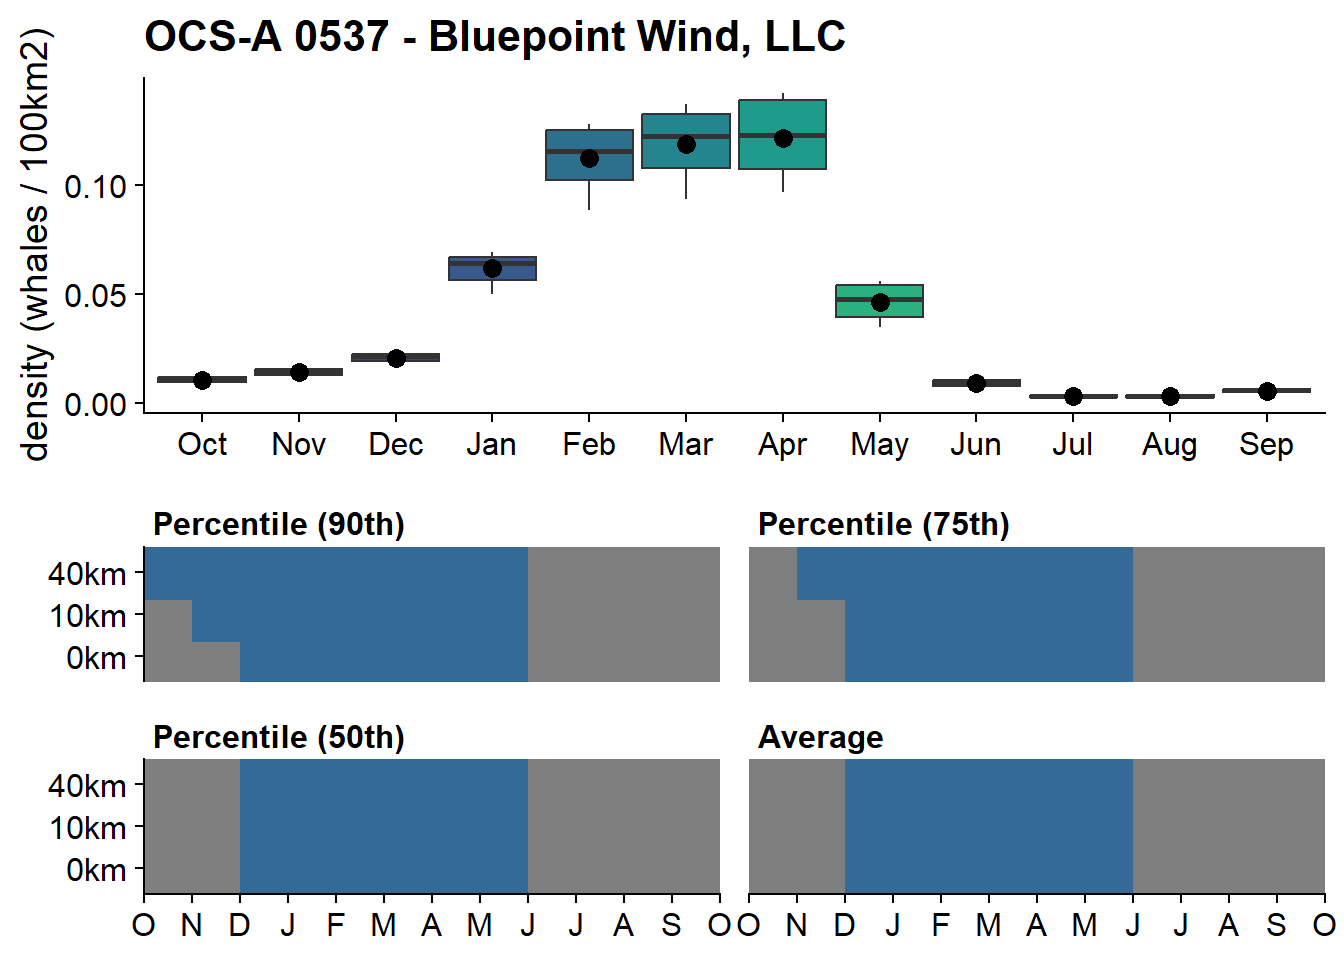 OCS-A 0537 - Bluepoint Wind, LLC
density (whales / 100km2)
0.10
0.05
0.00
Oct Nov Dec Jan Feb Mar Apr May Jun Jul Aug Sep
Percentile (90th) Percentile (75th)
40km
10km
0km
Percentile (50th) Average
40km
10km
0km
O N D J F M A M J J A S O O N D J F M A M J J A S O